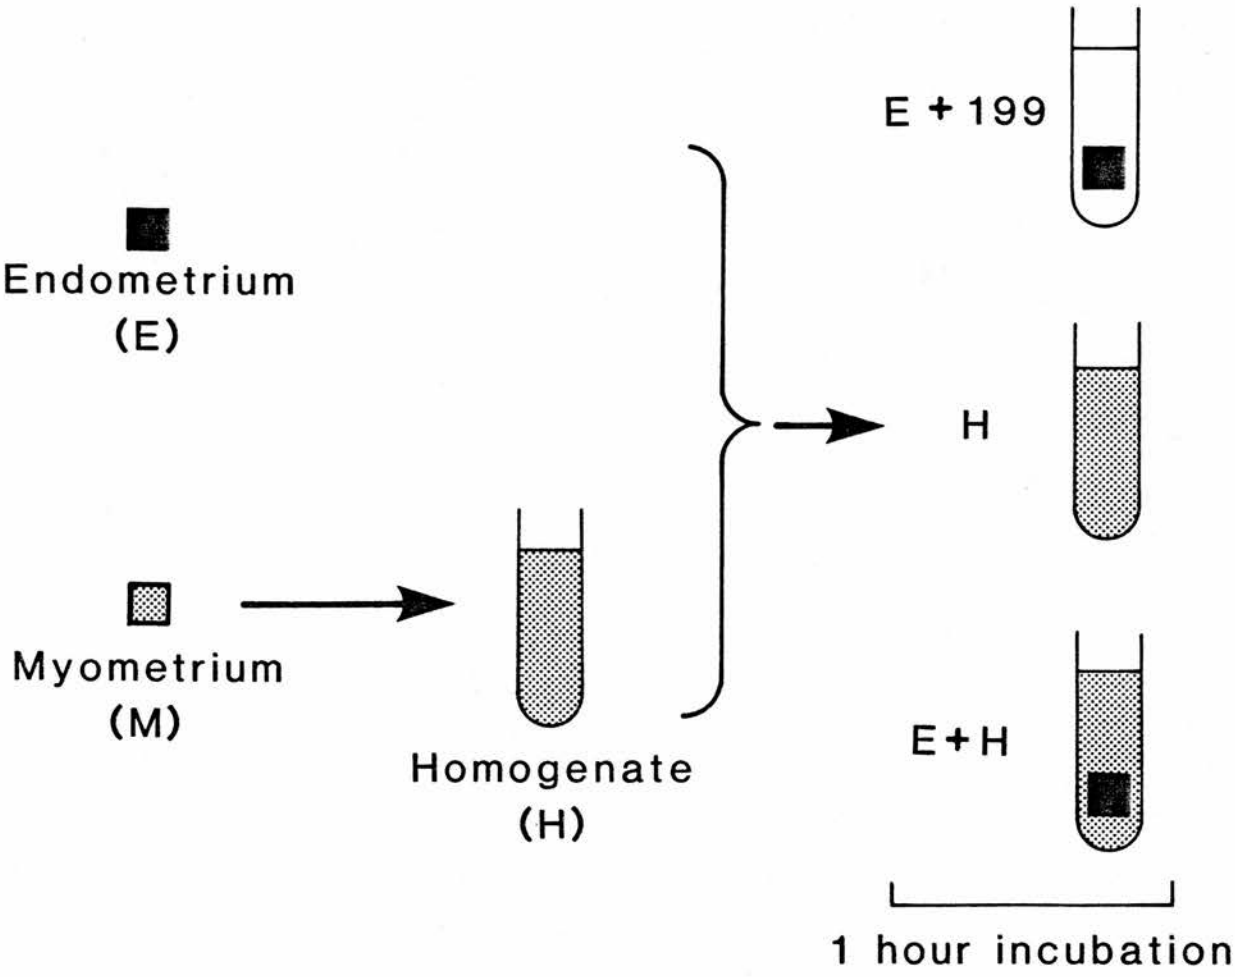 Endometrium
(E)
Myometrium
(M)
Homogenate
(H)
E + 199
H
E+H
1 hour incubation